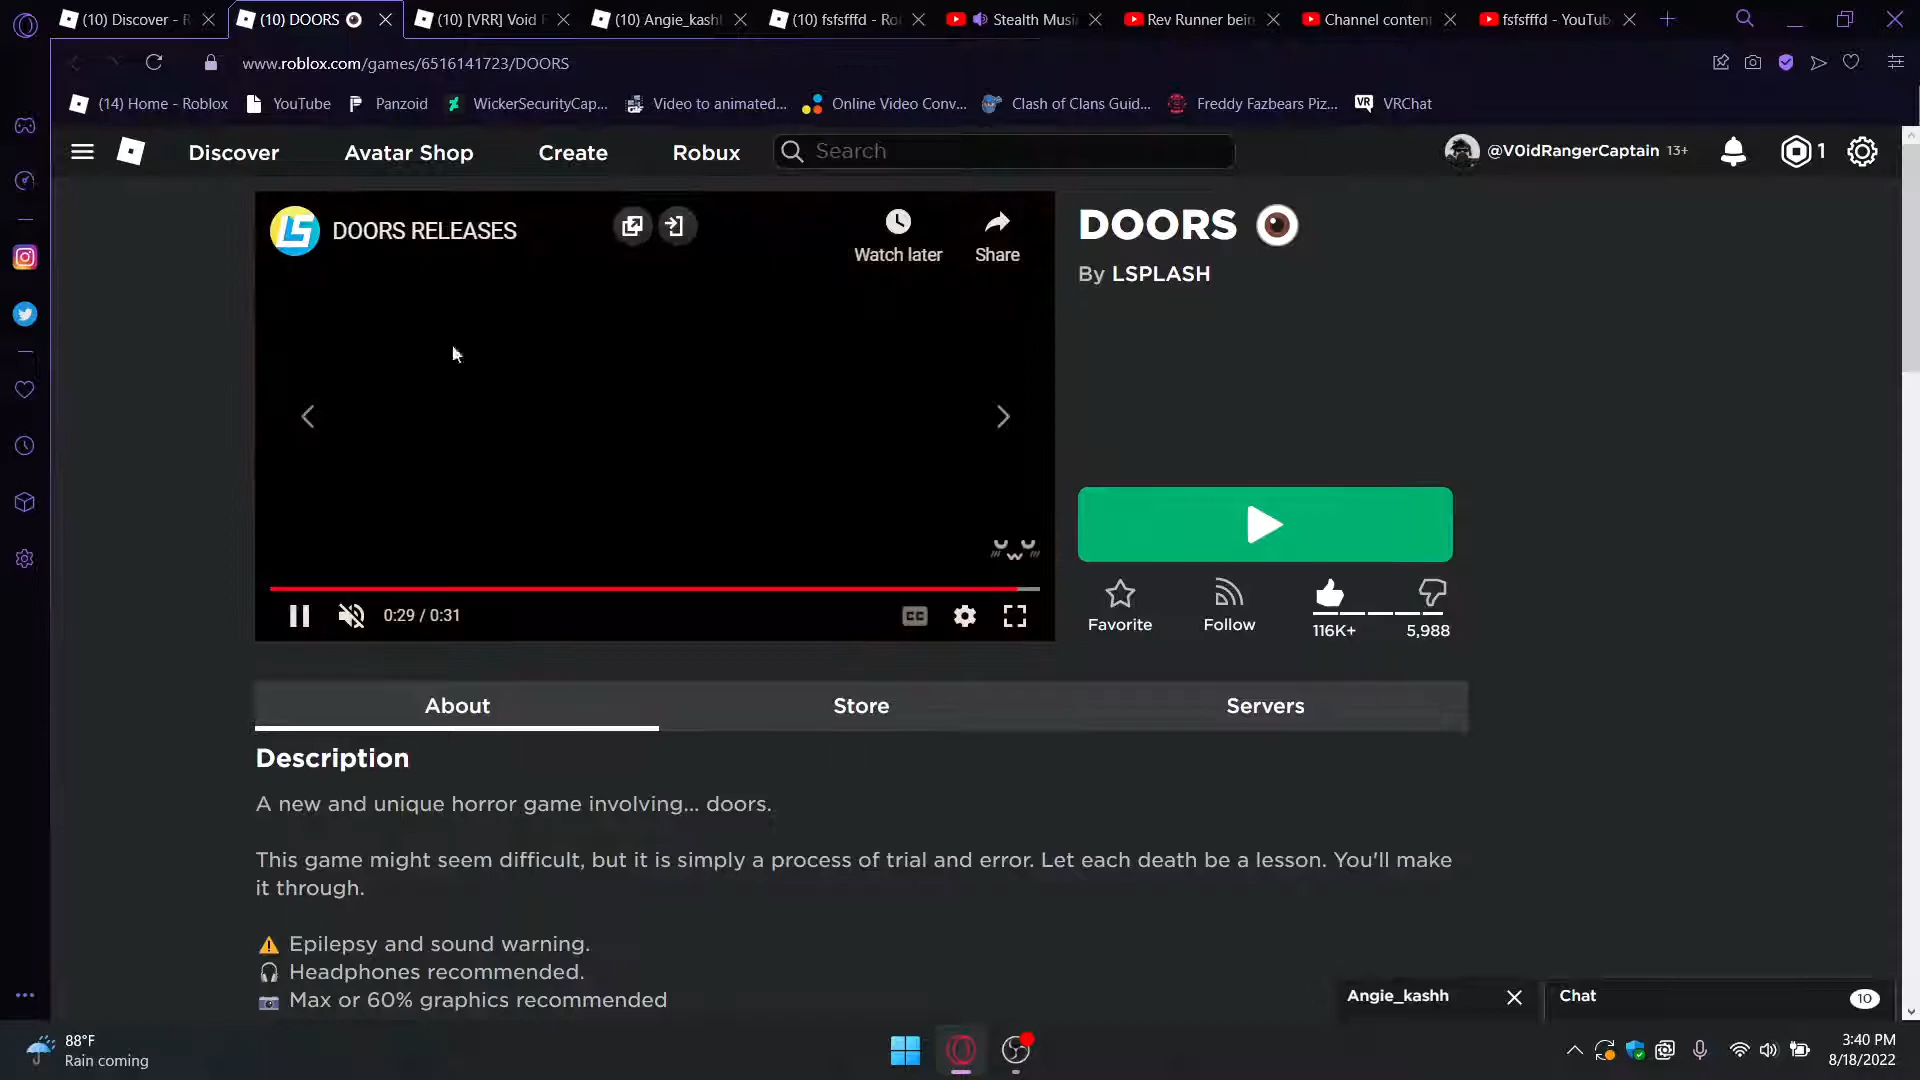 (10) Discover - R
(10) DOORS
(10) [VRR] Void F
(10) Angie_kashh
(10) fsfsfffd - Ro
Stealth Musi
Rev Runner bein
Channel content
fsfsfffd - YouTub
www.roblox.com/games/6516141723/DOORS
(14) Home - Roblox
YouTube
Panzoid
WickerSecurityCap...
Video to animated...
Online Video Conv...
Clash of Clans Guid...
Freddy Fazbears Piz...
VR VRChat
Discover
Avatar Shop
Create
Robux
Search
@V0idRangerCaptain 13+
1
LS
DOORS RELEASES
Watch later
Share
DOORS
By LSPLASH
0:29 / 0:31
CC
Favorite
Follow
116K+
5,988
About
Store
Servers
Description
A new and unique horror game involving... doors.
This game might seem difficult, but it is simply a process of trial and error. Let each death be a lesson. You'll make
it through.
Epilepsy and sound warning.
Headphones recommended.
Max or 60% graphics recommended
Angie_kashh
Chat
10
88°F
Rain coming
3:40 PM
8/18/2022